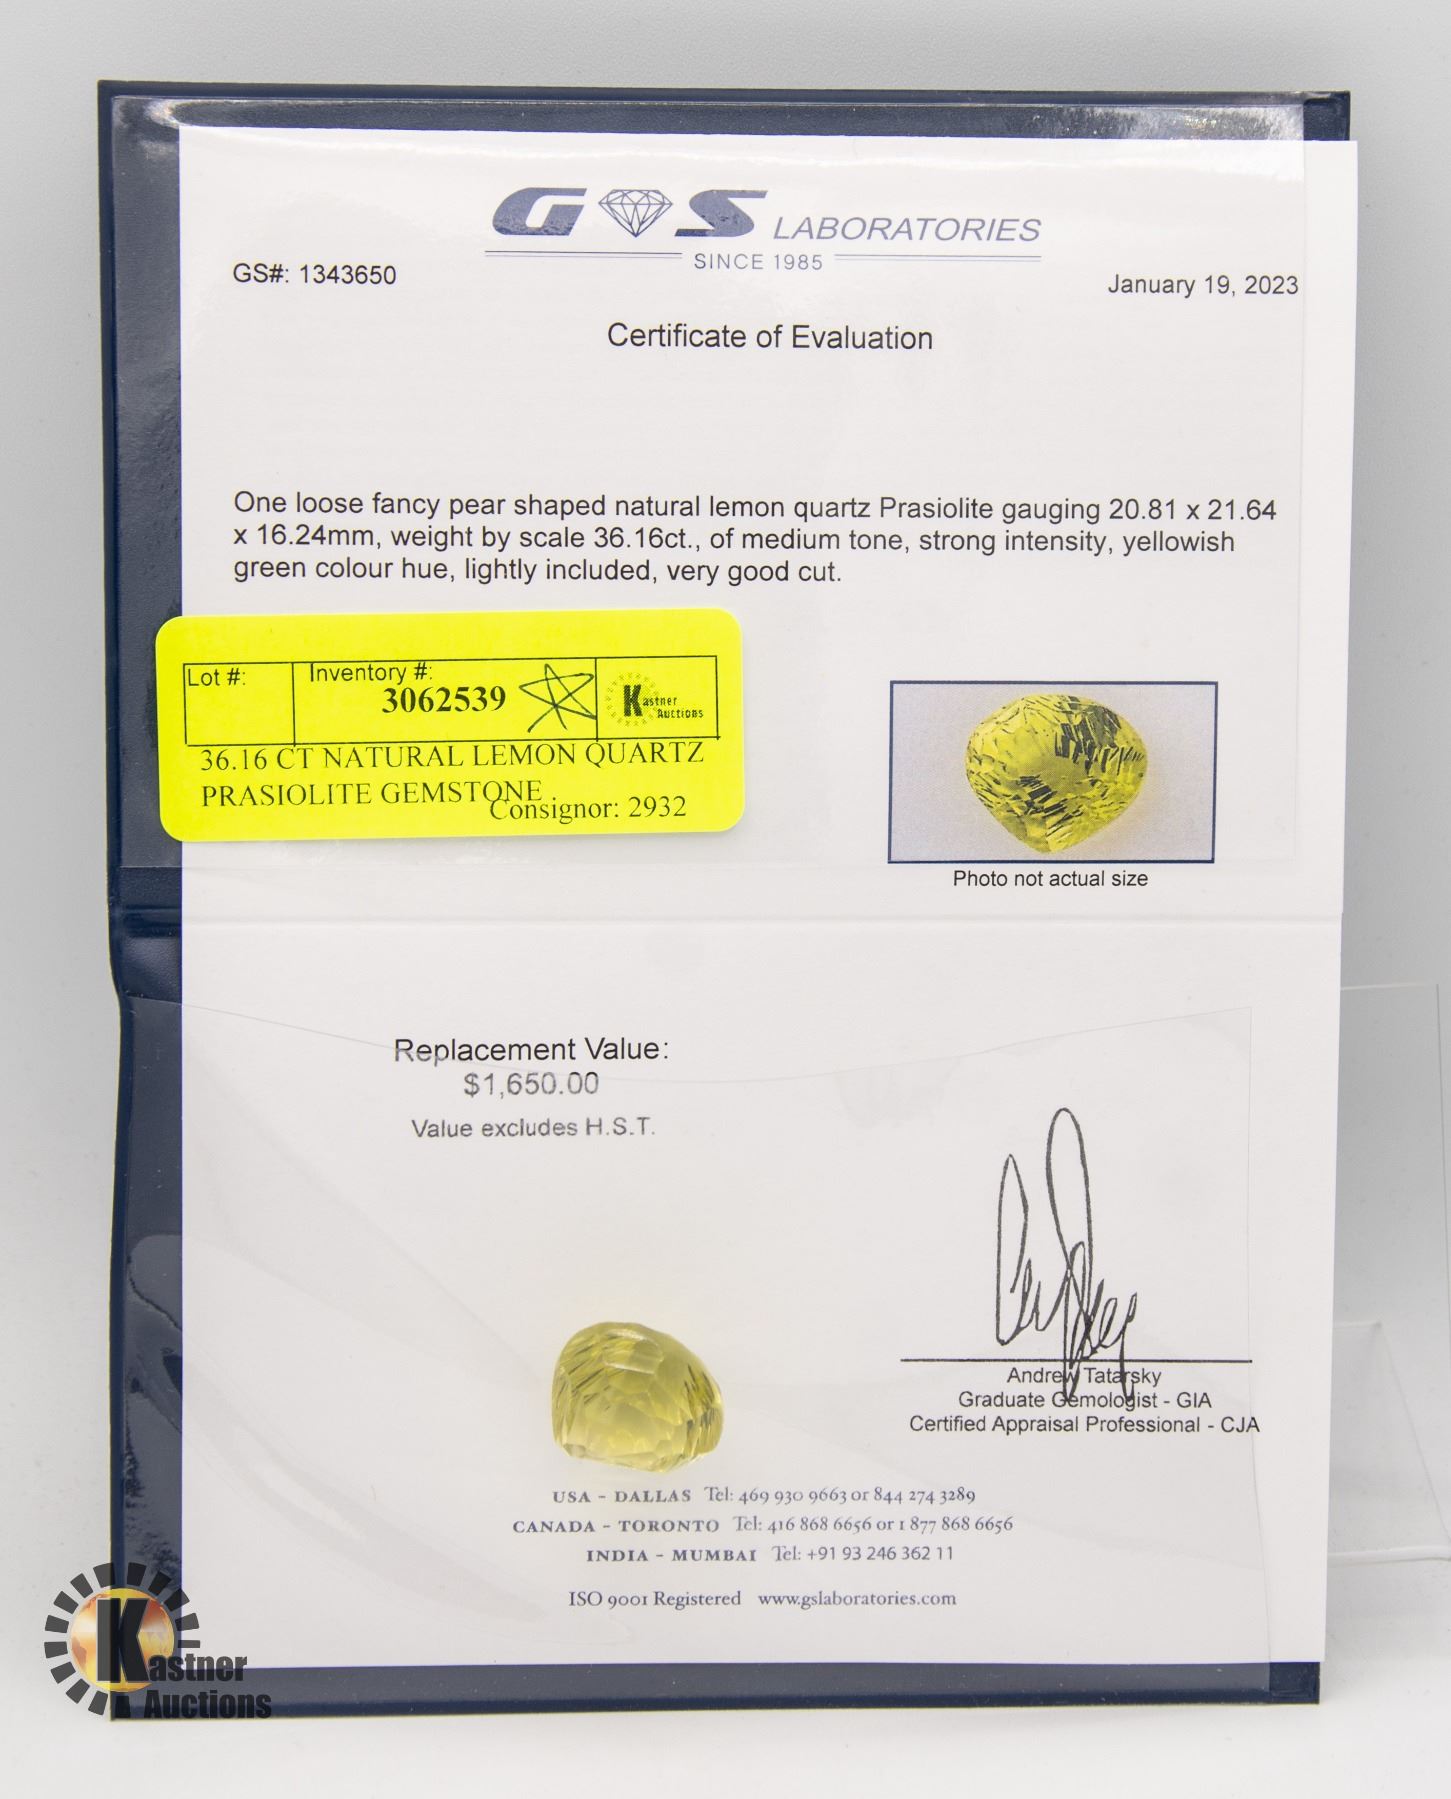 GS LABORATORIES
SINCE 1985
GS#: 1343650
January 19, 2023
Certificate of Evaluation
One loose fancy pear shaped natural lemon quartz Prasiolite gauging 20.81 x 21.64
x 16.24mm, weight by scale 36.16ct., of medium tone, strong intensity, yellowish
green colour hue, lightly included, very good cut.
Lot #:
Inventory #:
3062539
Kastner
Auctions
36.16 CT NATURAL LEMON QUARTZ
PRASIOLITE GEMSTONE
Consignor: 2932
Photo not actual size
Replacement Value:
$1,650.00
Value excludes H.S.T.
Andrew Tatarsky
Graduate Gemologist - GIA
Certified Appraisal Professional - CJA
USA - DALLAS Tel: 469 930 9663 or 844 274 3289
CANADA - TORONTO Tel: 416 868 6656 or 1 877 868 6656
INDIA - MUMBAI Tel: +91 93 246 362 11
ISO 9001 Registered www.gslaboratories.com
Kastner
Auctions